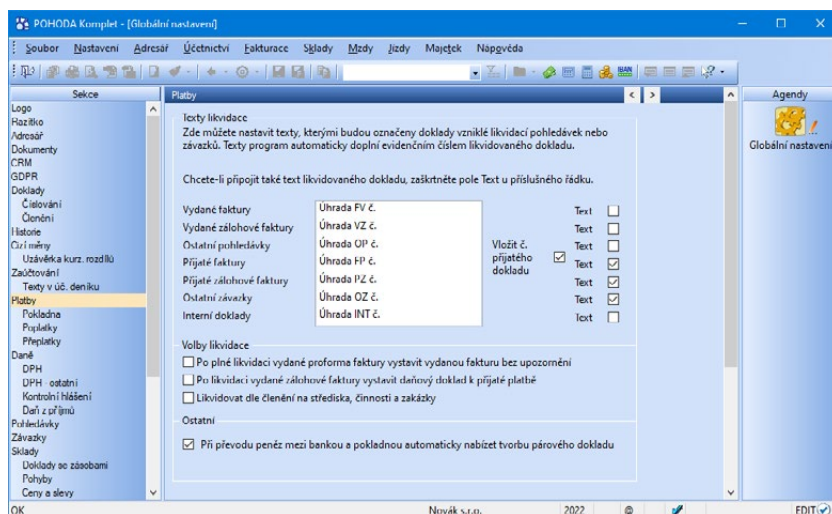 POHODA Komplet - [Globální nastavení]
Soubor Nastavení Adresář Účetnictví Fakturace Sklady Mzdy Jízdy Majetek Nápověda
IBAN
Sekce
Logo
Razítko
Adresář
Dokumenty
CRM
GDPR
Doklady
Číslování
Členění
Historie
Cizí měny
Uzávěrka kurz. rozdílů
Zaúčtování
Texty v úč. deníku
Platby
Pokladna
Poplatky
Přeplatky
Daně
DPH
DPH - ostatní
Kontrolní hlášení
Daň z příjmů
Pohledávky
Závazky
Sklady
Doklady se zásobami
Pohyby
Ceny a slevy
Platby
Texty likvidace
Zde můžete nastavit texty, kterými budou označeny doklady vzniklé likvidací pohledávek nebo
závazků. Texty program automaticky doplní evidenčním číslem likvidovaného dokladu.
Chcete-li připojit také text likvidovaného dokladu, zaškrtněte pole Text u příslušného řádku.
Vydané faktury Úhrada FV č. Text
Vydané zálohové faktury Úhrada VZ č. Text
Ostatní pohledávky Úhrada OP č. Text
Přijaté faktury Úhrada FP č. Text
Přijaté zálohové faktury Úhrada PZ č. Text
Ostatní závazky Úhrada OZ č. Text
Interní doklady Úhrada INT č. Text
Vložit č.
přijatého
dokladu
Volby likvidace
Po plné likvidaci vydané proforma faktury vystavit vydanou fakturu bez upozornění
Po likvidaci vydané zálohové faktury vystavit daňový doklad k přijaté platbě
Likvidovat dle členění na střediska, činnosti a zakázky
Ostatní
Při převodu peněz mezi bankou a pokladnou automaticky nabízet tvorbu párového dokladu
Agendy
Globální nastavení
OK Novák s.r.o. 2022 @ EDIT